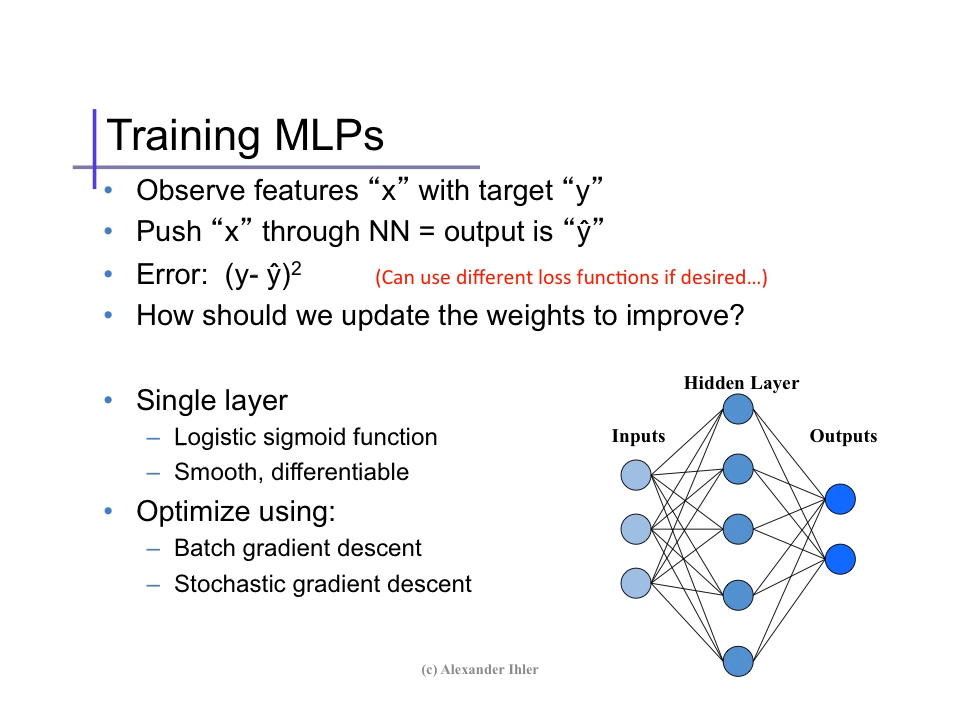 Training MLPs
• Observe features “x” with target “y”
• Push “x” through NN = output is “ŷ”
• Error: (y- ŷ)² (Can use different loss functions if desired…)
• How should we update the weights to improve?
• Single layer
– Logistic sigmoid function
– Smooth, differentiable
• Optimize using:
– Batch gradient descent
– Stochastic gradient descent
Hidden Layer
Inputs
Outputs
(c) Alexander Ihler